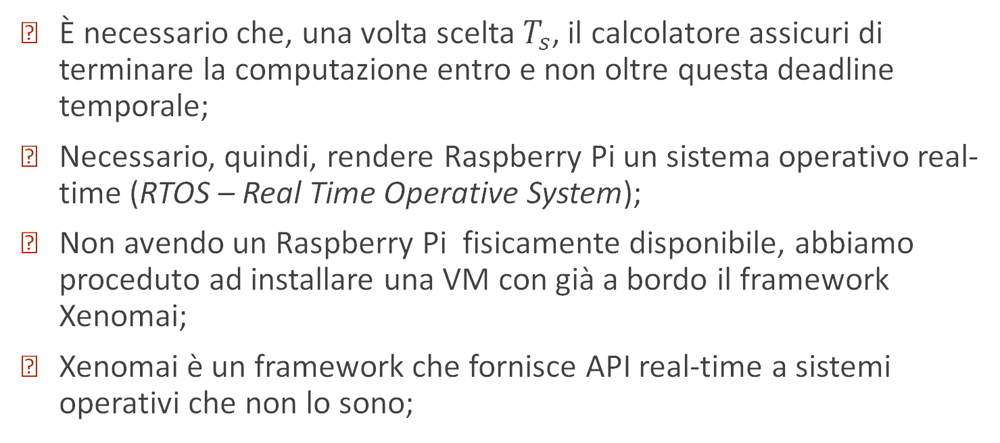 È necessario che, una volta scelta Tₛ, il calcolatore assicuri di
terminare la computazione entro e non oltre questa deadline
temporale;
Necessario, quindi, rendere Raspberry Pi un sistema operativo real-
time (RTOS – Real Time Operative System);
Non avendo un Raspberry Pi  fisicamente disponibile, abbiamo
proceduto ad installare una VM con già a bordo il framework
Xenomai;
Xenomai è un framework che fornisce API real-time a sistemi
operativi che non lo sono;